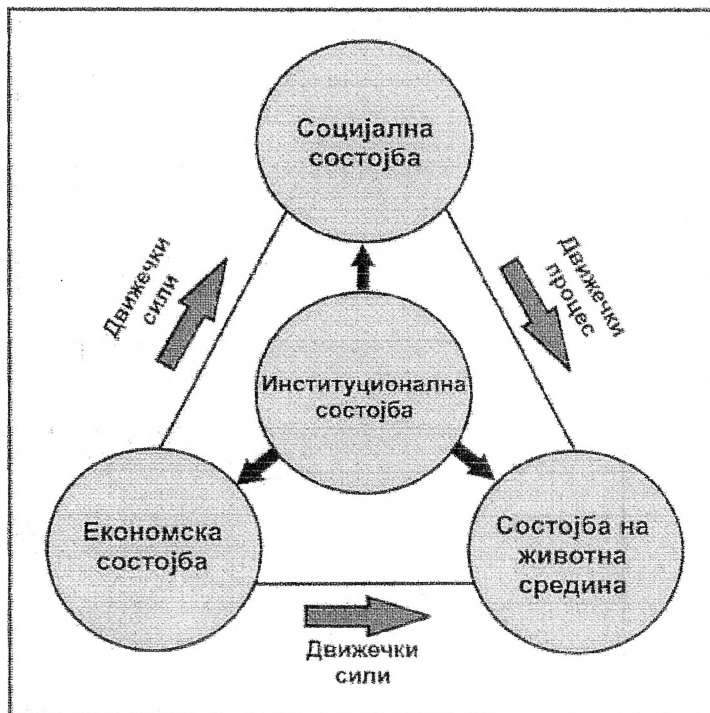 Социјална
состојба
Движечки
сили
Движечки
процес
Институционална
состојба
Економска
состојба
Состојба на
животна
средина
Движечки
сили